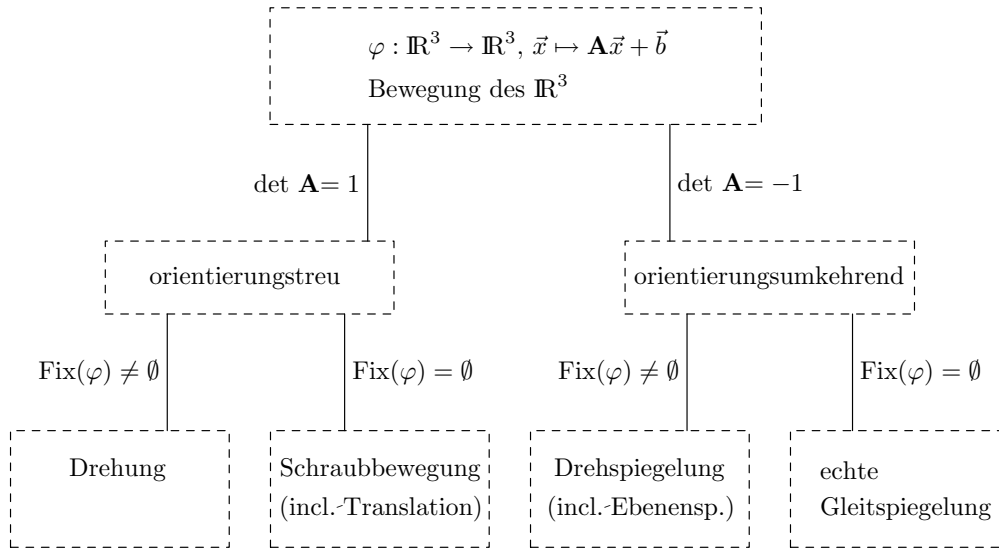 φ : ℝ³ → ℝ³, x⃗ ↦ 𝐀x⃗ + b⃗
Bewegung des ℝ³
det 𝐀= 1
det 𝐀= −1
orientierungstreu
orientierungsumkehrend
Fix(φ) ≠ ∅
Fix(φ) = ∅
Fix(φ) ≠ ∅
Fix(φ) = ∅
Drehung
Schraubbewegung
(incl. Translation)
Drehspiegelung
(incl. Ebenensp.)
echte
Gleitspiegelung